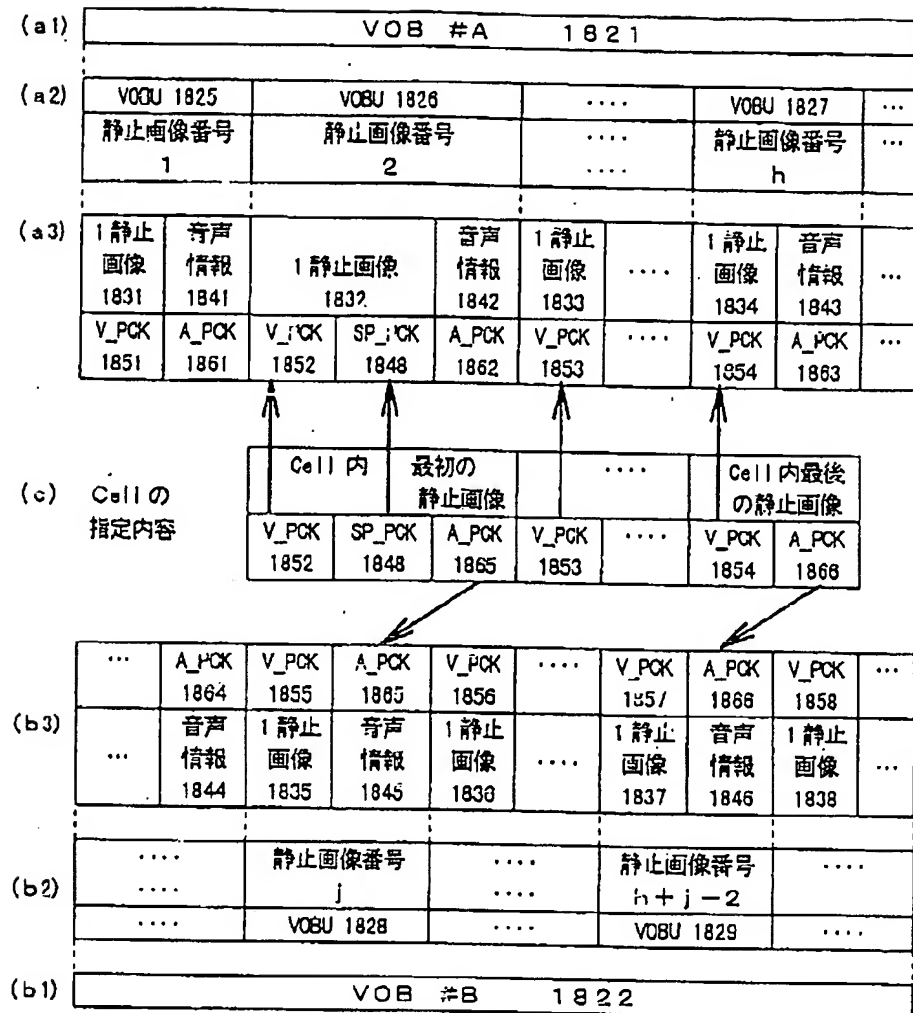 (a1) VOB #A 1821
(a2) VOBU 1825 VOBU 1826 ‥‥ VOBU 1827 …
静止画像番号 静止画像番号 ‥‥ 静止画像番号 …
1 2 ‥‥ h
(a3) 1静止 音声 音声 1静止 1静止 音声
画像 情報 1静止画像 情報 画像 ‥‥ 画像 情報 …
1831 1841 1832 1842 1833 1834 1843
V_PCK A_PCK V_PCK SP_PCK A_PCK V_PCK ‥‥ V_PCK A_PCK …
1851 1861 1852 1848 1862 1853 1854 1863
Cell内 最初の ‥‥ Cell内最後
(c) Cellの 静止画像 の静止画像
指定内容 V_PCK SP_PCK A_PCK V_PCK ‥‥ V_PCK A_PCK
1852 1848 1865 1853 1854 1866
… A_PCK V_PCK A_PCK V_PCK ‥‥ V_PCK A_PCK V_PCK …
1864 1855 1865 1856 1857 1866 1858
(b3) 音声 1静止 音声 1静止 1静止 音声 1静止
… 情報 画像 情報 画像 ‥‥ 画像 情報 画像 …
1844 1835 1845 1836 1837 1846 1838
‥‥ 静止画像番号 ‥‥ 静止画像番号 ‥‥
(b2) ‥‥ j ‥‥ h+j−2 ‥‥
‥‥ VOBU 1828 ‥‥ VOBU 1829 ‥‥
(b1) VOB #B 1822